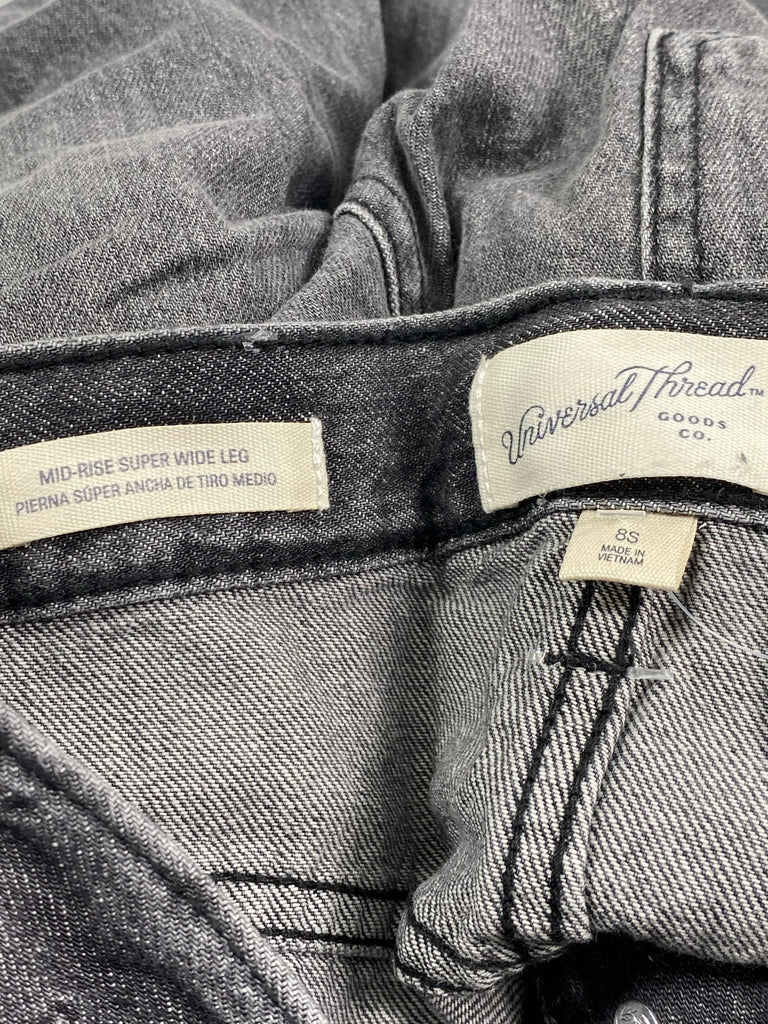 MID-RISE SUPER WIDE LEG
PIERNA SÚPER ANCHA DE TIRO MEDIO
Universal Thread™
GOODS
CO.
8S
MADE IN
VIETNAM